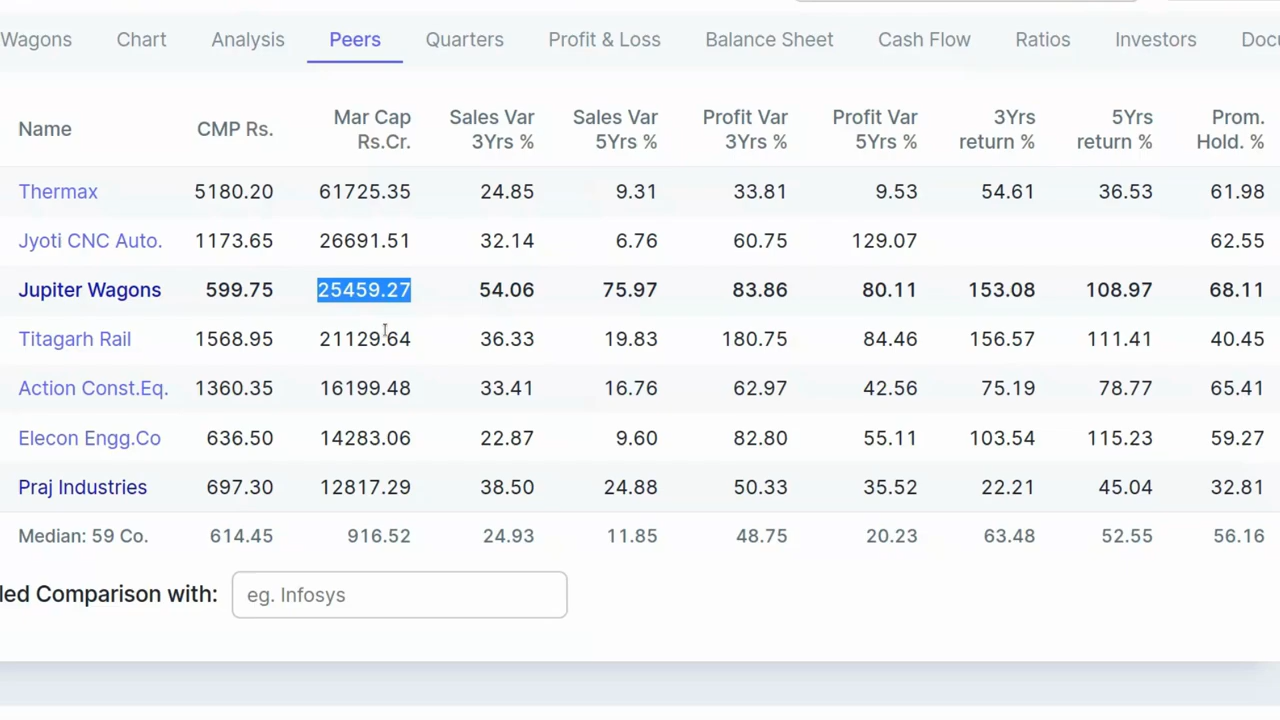 Wagons Chart Analysis Peers Quarters Profit & Loss Balance Sheet Cash Flow Ratios Investors
Name CMP Rs. Mar Cap Rs.Cr. Sales Var 3Yrs % Sales Var 5Yrs % Profit Var 3Yrs % Profit Var 5Yrs % 3Yrs return % 5Yrs return % Prom. Hold. %
Thermax 5180.20 61725.35 24.85 9.31 33.81 9.53 54.61 36.53 61.98
Jyoti CNC Auto. 1173.65 26691.51 32.14 6.76 60.75 129.07 62.55
Jupiter Wagons 599.75 25459.27 54.06 75.97 83.86 80.11 153.08 108.97 68.11
Titagarh Rail 1568.95 21129.64 36.33 19.83 180.75 84.46 156.57 111.41 40.45
Action Const.Eq. 1360.35 16199.48 33.41 16.76 62.97 42.56 75.19 78.77 65.41
Elecon Engg.Co 636.50 14283.06 22.87 9.60 82.80 55.11 103.54 115.23 59.27
Praj Industries 697.30 12817.29 38.50 24.88 50.33 35.52 22.21 45.04 32.81
Median: 59 Co. 614.45 916.52 24.93 11.85 48.75 20.23 63.48 52.55 56.16
led Comparison with: eg. Infosys